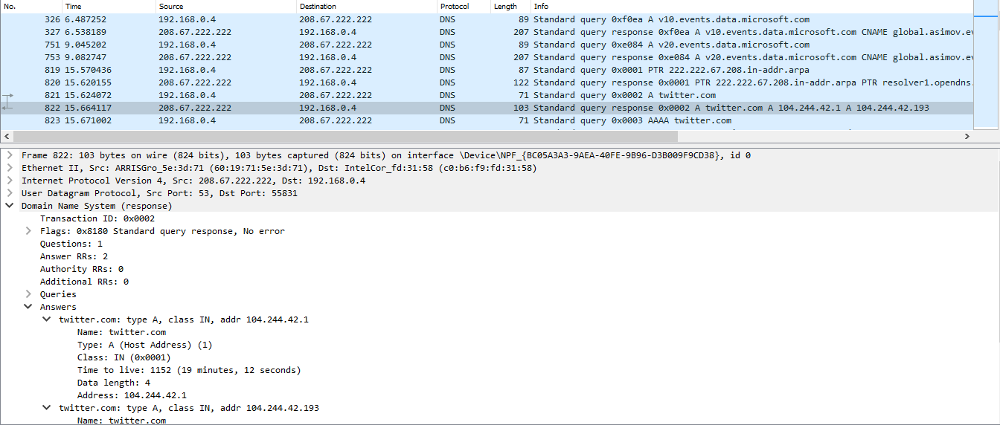 No. Time Source Destination Protocol Length Info
326 6.487252 192.168.0.4 208.67.222.222 DNS 89 Standard query 0xf0ea A v10.events.data.microsoft.com
327 6.538189 208.67.222.222 192.168.0.4 DNS 207 Standard query response 0xf0ea A v10.events.data.microsoft.com CNAME global.asimov.ev
751 9.045202 192.168.0.4 208.67.222.222 DNS 89 Standard query 0xe084 A v20.events.data.microsoft.com
753 9.082747 208.67.222.222 192.168.0.4 DNS 207 Standard query response 0xe084 A v20.events.data.microsoft.com CNAME global.asimov.ev
819 15.570436 192.168.0.4 208.67.222.222 DNS 87 Standard query 0x0001 PTR 222.222.67.208.in-addr.arpa
820 15.620155 208.67.222.222 192.168.0.4 DNS 122 Standard query response 0x0001 PTR 222.222.67.208.in-addr.arpa PTR resolver1.opendns.
821 15.624072 192.168.0.4 208.67.222.222 DNS 71 Standard query 0x0002 A twitter.com
822 15.664117 208.67.222.222 192.168.0.4 DNS 103 Standard query response 0x0002 A twitter.com A 104.244.42.1 A 104.244.42.193
823 15.671002 192.168.0.4 208.67.222.222 DNS 71 Standard query 0x0003 AAAA twitter.com
Frame 822: 103 bytes on wire (824 bits), 103 bytes captured (824 bits) on interface \Device\NPF_{BC05A3A3-9AEA-40FE-9B96-D3B009F9CD38}, id 0
Ethernet II, Src: ARRISGro_5e:3d:71 (60:19:71:5e:3d:71), Dst: IntelCor_fd:31:58 (c0:b6:f9:fd:31:58)
Internet Protocol Version 4, Src: 208.67.222.222, Dst: 192.168.0.4
User Datagram Protocol, Src Port: 53, Dst Port: 55831
Domain Name System (response)
Transaction ID: 0x0002
Flags: 0x8180 Standard query response, No error
Questions: 1
Answer RRs: 2
Authority RRs: 0
Additional RRs: 0
Queries
Answers
twitter.com: type A, class IN, addr 104.244.42.1
Name: twitter.com
Type: A (Host Address) (1)
Class: IN (0x0001)
Time to live: 1152 (19 minutes, 12 seconds)
Data length: 4
Address: 104.244.42.1
twitter.com: type A, class IN, addr 104.244.42.193
Name: twitter.com